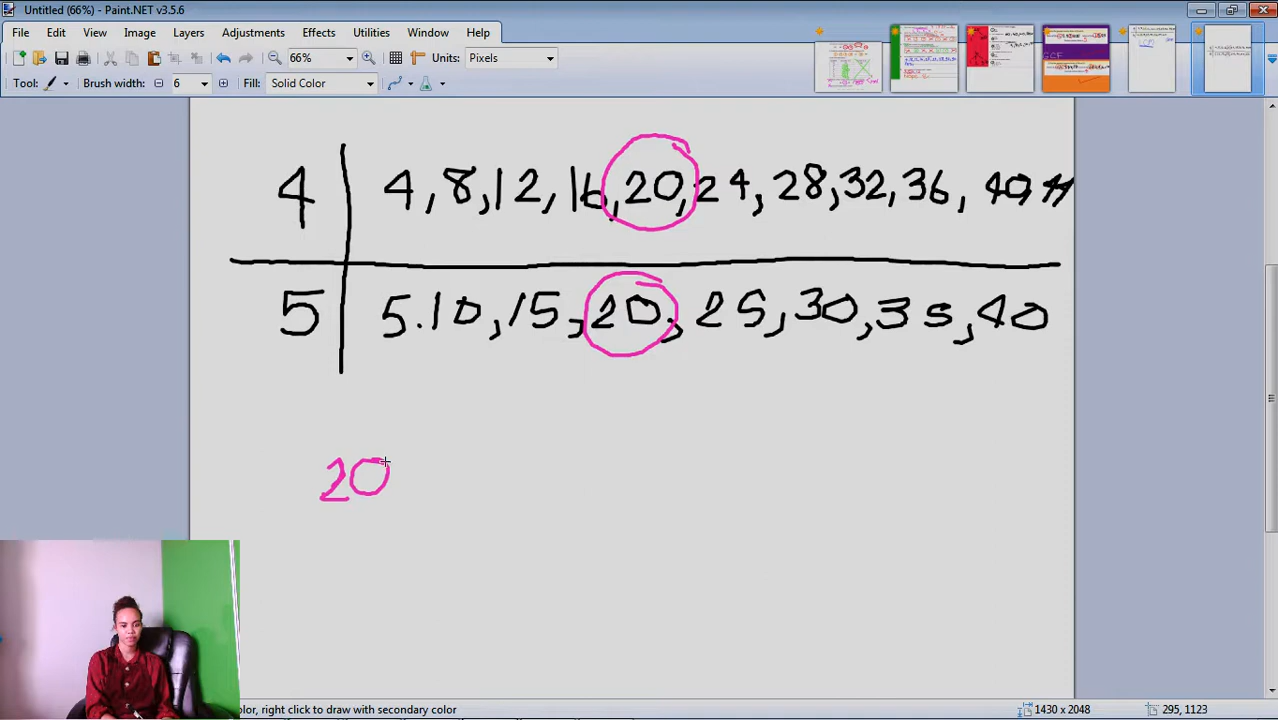 Untitled (66%) - Paint.NET v3.5.6
File Edit View Image Layers Adjustments Effects Utilities Window Help
66% Units: Pixels
Tool: Brush width: 6 Fill: Solid Color
4 4, 8, 12, 16, 20, 24, 28, 32, 36, 40
5 5.10, 15, 20, 25, 30, 35, 40
20
color, right click to draw with secondary color 1430 x 2048 295, 1123